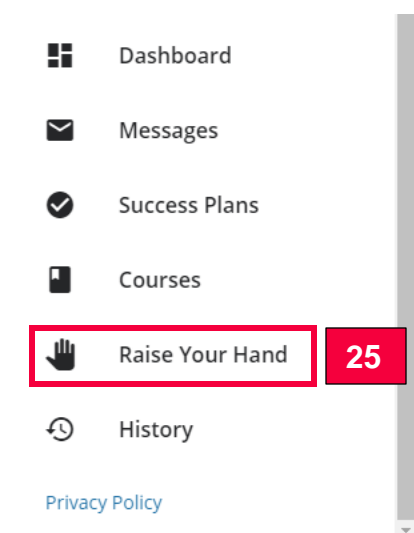 Dashboard
Messages
Success Plans
Courses
Raise Your Hand 25
History
Privacy Policy